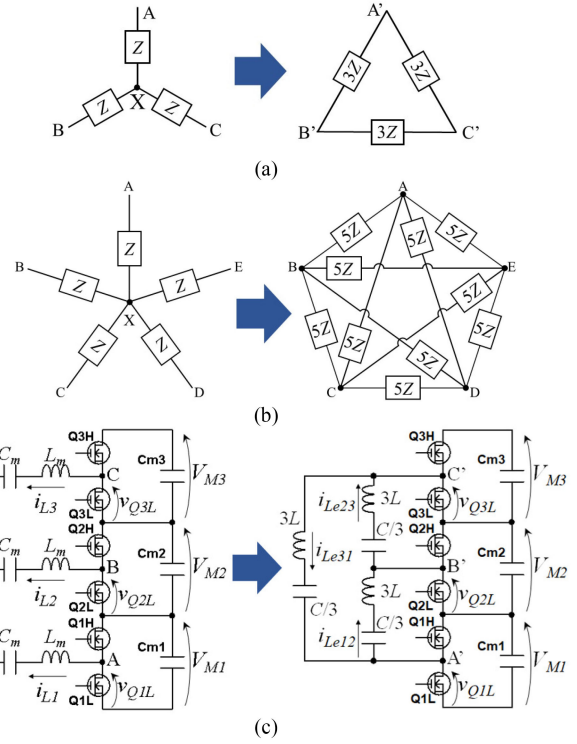 A
Z
Z
X
Z
B
C
A'
3Z
3Z
B'
3Z
C'
(a)
A
Z
B
Z
Z
E
X
Z
Z
C
D
A
5Z
5Z
5Z
B
5Z
E
5Z
5Z
5Z
5Z
5Z
C
5Z
D
(b)
Q3H
Cm Lm
C
Cm3
VM3
iL3
Q3L
vQ3L
Q2H
Cm Lm
B
Cm2
VM2
iL2
Q2L
vQ2L
Q1H
Cm Lm
A
Cm1
VM1
iL1
Q1L
vQ1L
Q3H
C'
Cm3
VM3
iLe23
3L
Q3L
vQ3L
3L
Q2H
iLe31
C/3
B'
Cm2
VM2
C/3
3L
Q2L
vQ2L
Q1H
iLe12
C/3
A'
Cm1
VM1
Q1L
vQ1L
(c)